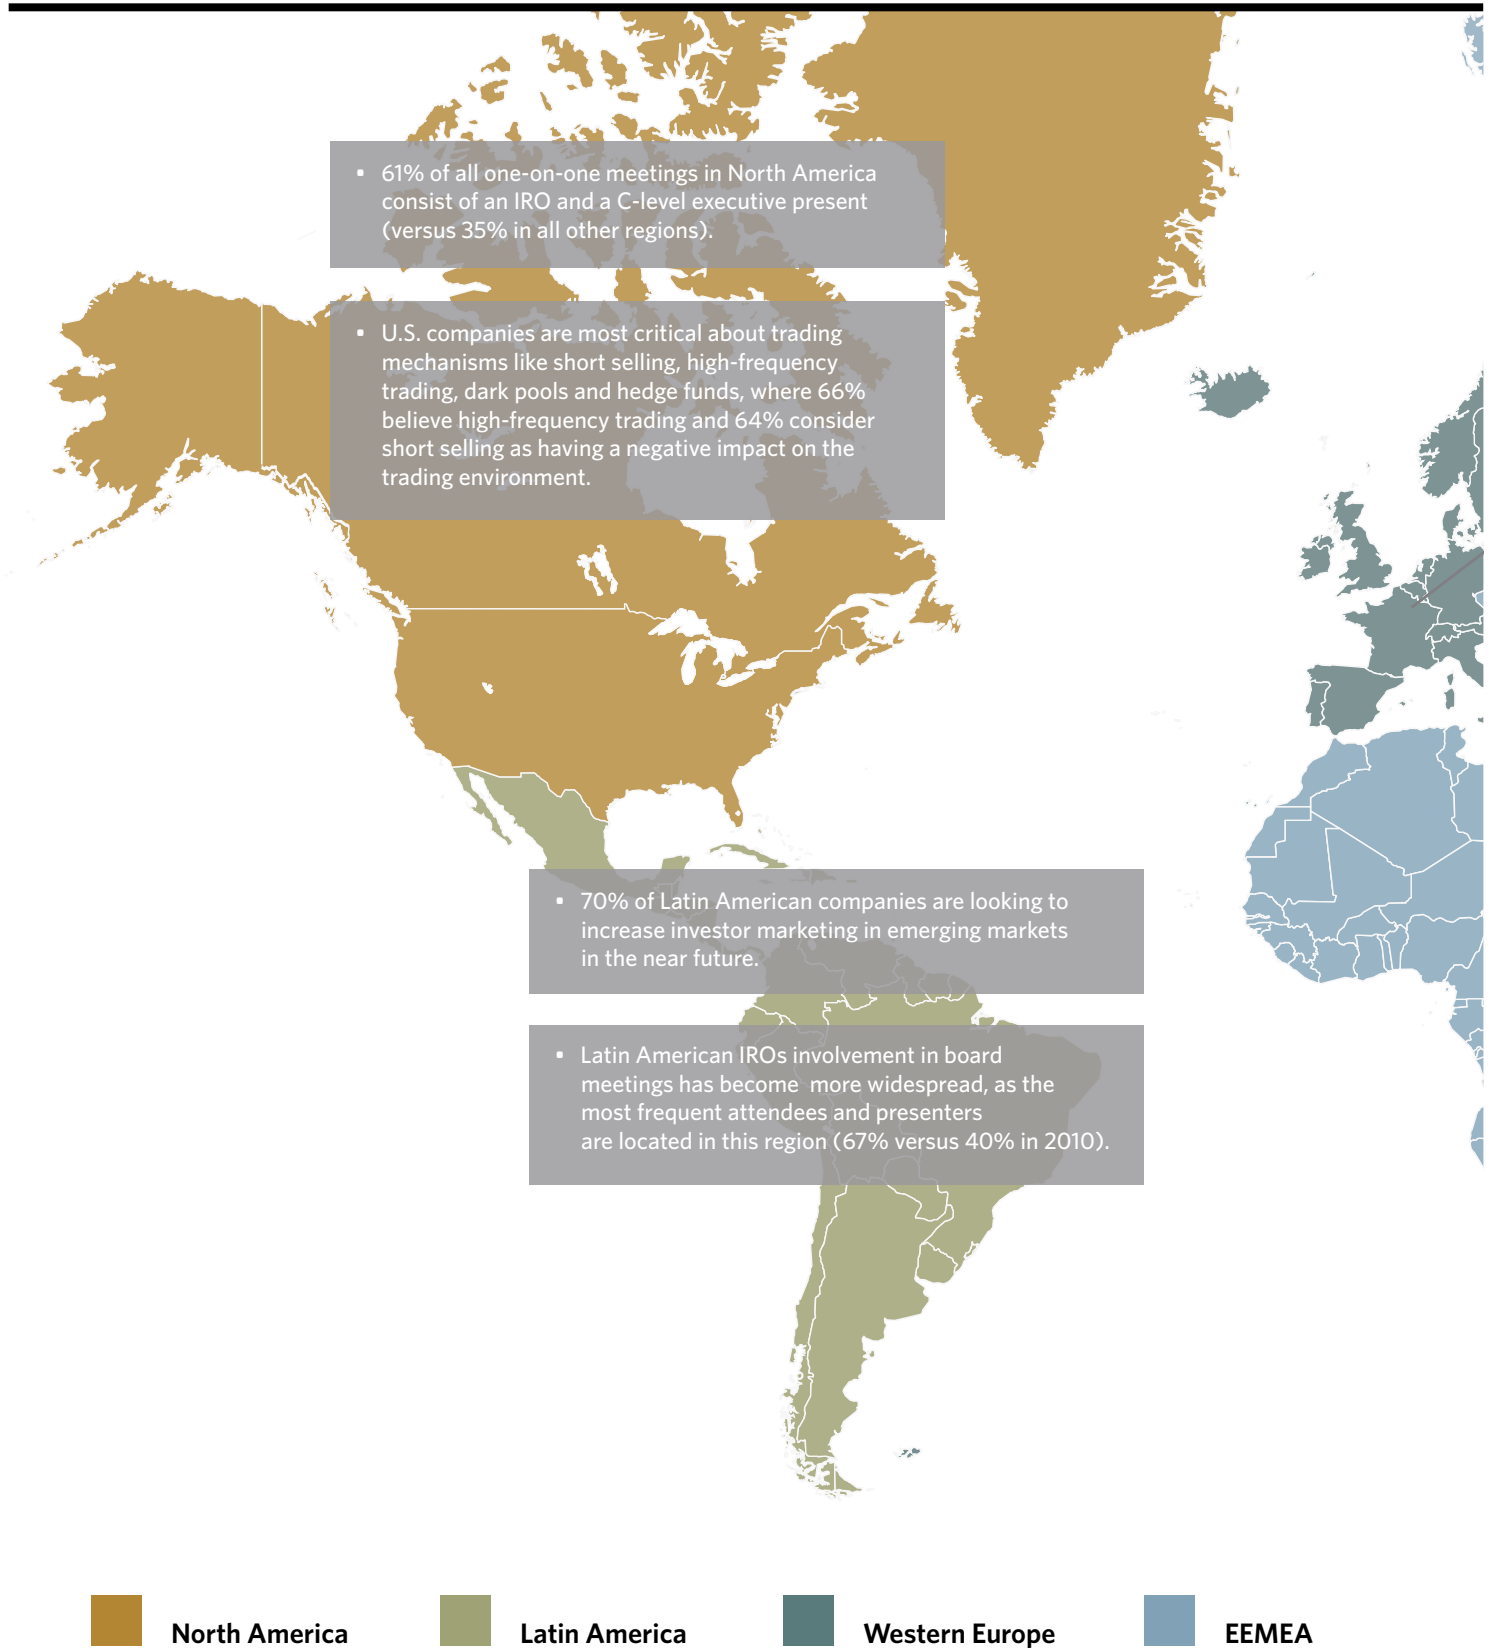 ▪ 61% of all one-on-one meetings in North America
consist of an IRO and a C-level executive present
(versus 35% in all other regions).
▪ U.S. companies are most critical about trading
mechanisms like short selling, high-frequency
trading, dark pools and hedge funds, where 66%
believe high-frequency trading and 64% consider
short selling as having a negative impact on the
trading environment.
▪ 70% of Latin American companies are looking to
increase investor marketing in emerging markets
in the near future.
▪ Latin American IROs involvement in board
meetings has become  more widespread, as the
most frequent attendees and presenters
are located in this region (67% versus 40% in 2010).
North America
Latin America
Western Europe
EEMEA